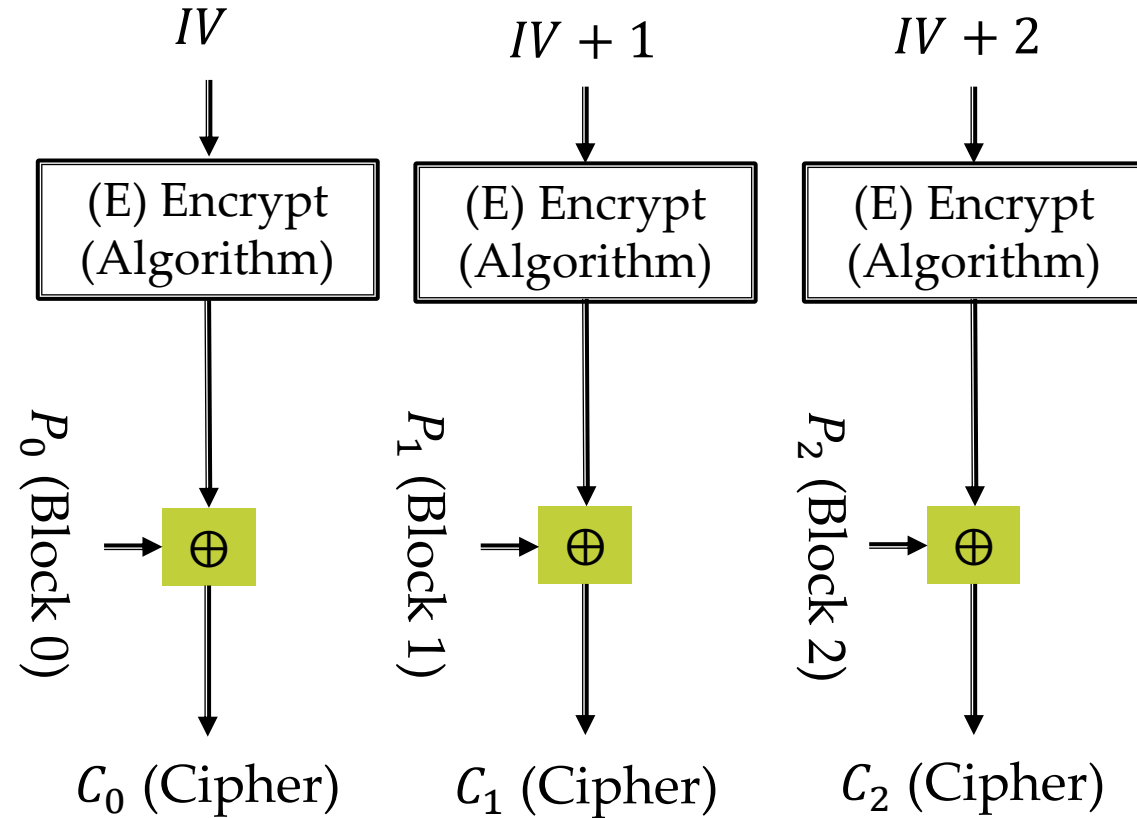 IV
IV + 1
IV + 2
(E) Encrypt
(Algorithm)
(E) Encrypt
(Algorithm)
(E) Encrypt
(Algorithm)
P₀ (Block 0)
⊕
P₁ (Block 1)
⊕
P₂ (Block 2)
⊕
C₀ (Cipher)
C₁ (Cipher)
C₂ (Cipher)